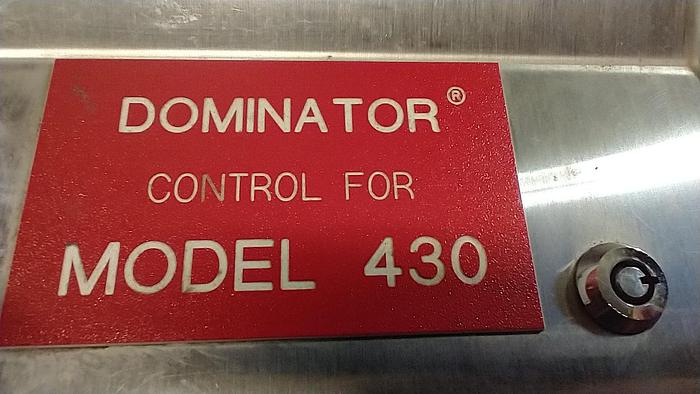 DOMINATOR®
CONTROL FOR
MODEL 430